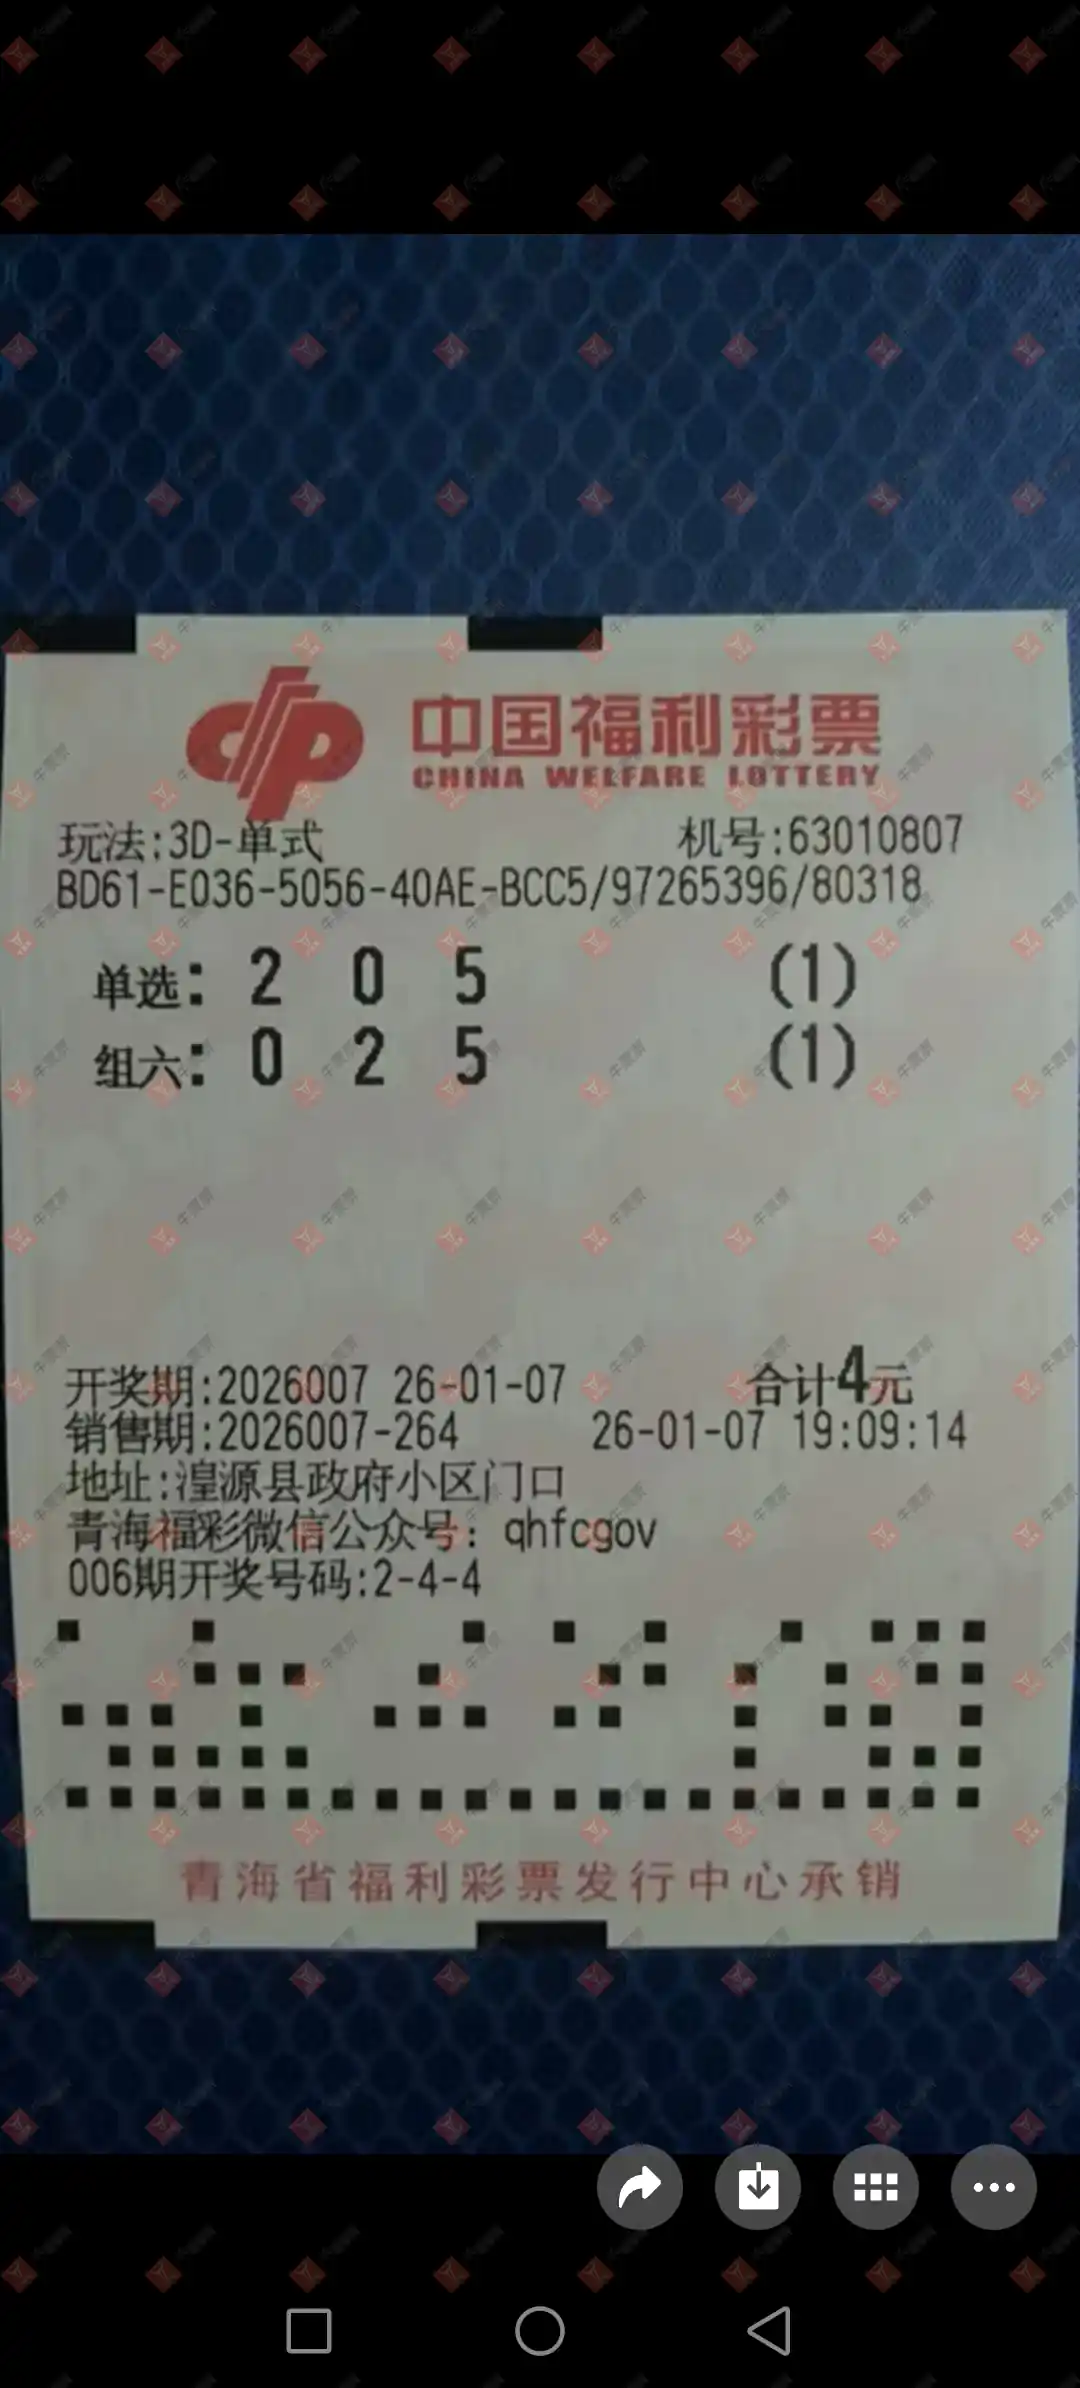 中国福利彩票
CHINA WELFARE LOTTERY
玩法:3D-单式 机号:63010807
BD61-E036-5056-40AE-BCC5/97265396/80318
单选: 2 0 5 (1)
组六: 0 2 5 (1)
开奖期:2026007 26-01-07 合计4元
销售期:2026007-264 26-01-07 19:09:14
地址:湟源县政府小区门口
青海福彩微信公众号: qhfcgov
006期开奖号码:2-4-4
青海省福利彩票发行中心承销